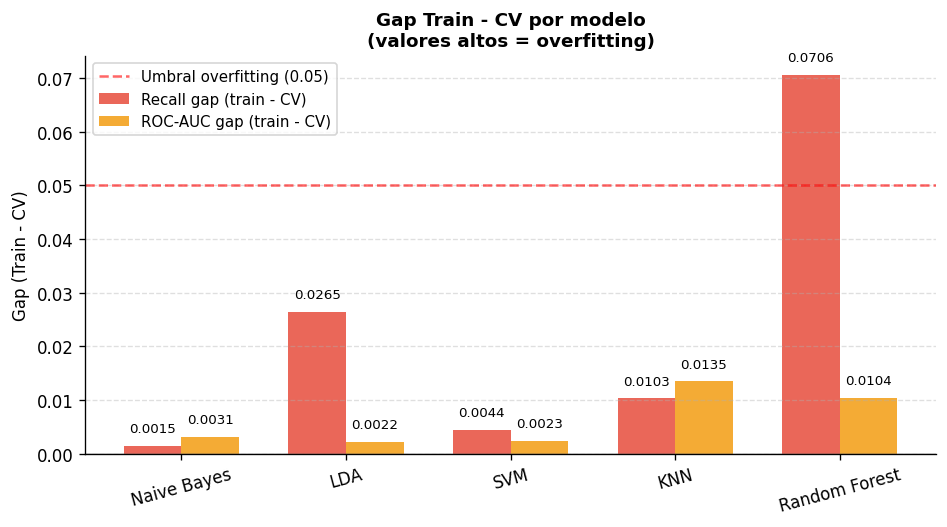 Gap Train - CV por modelo
(valores altos = overfitting)
Umbral overfitting (0.05)
Recall gap (train - CV)
ROC-AUC gap (train - CV)
Gap (Train - CV)
0.07
0.06
0.05
0.04
0.03
0.02
0.01
0.00
0.0015
0.0031
0.0265
0.0022
0.0044
0.0023
0.0103
0.0135
0.0706
0.0104
Naive Bayes
LDA
SVM
KNN
Random Forest